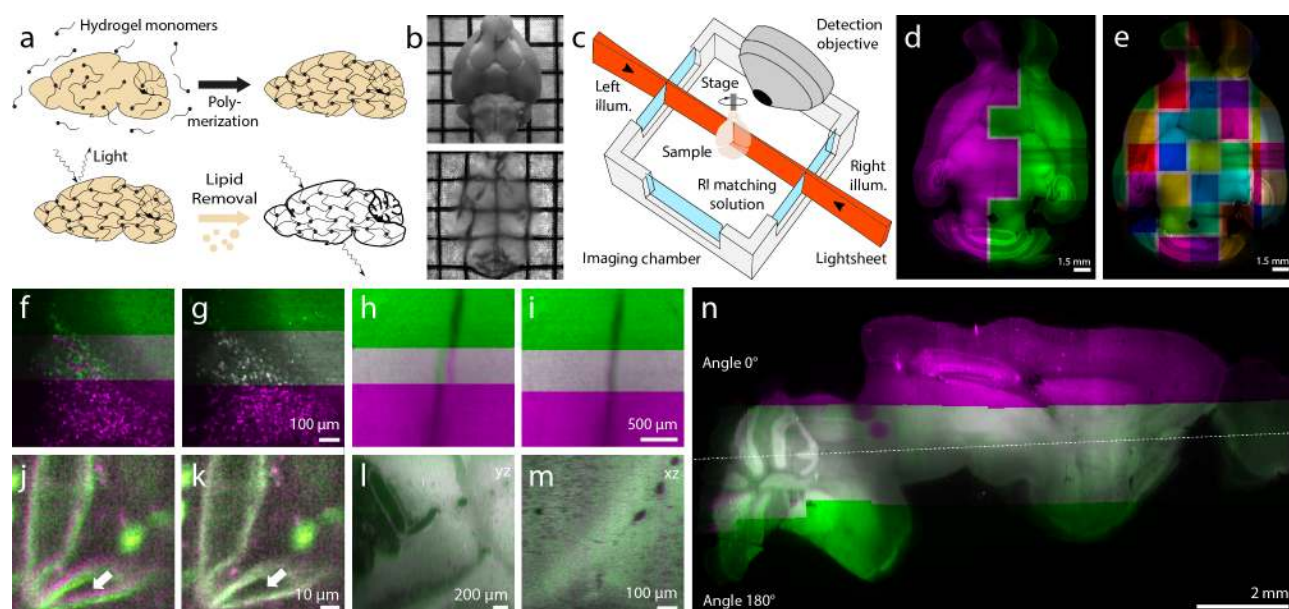 a
Hydrogel monomers
Poly-
merization
Light
Lipid
Removal
b
c
Detection
objective
Left
illum.
Stage
Sample
Right
illum.
RI matching
solution
Imaging chamber
Lightsheet
d
1.5 mm
e
1.5 mm
f
g
100 µm
h
i
500 µm
j
k
10 µm
l
yz
200 µm
m
xz
100 µm
n
Angle 0°
Angle 180°
2 mm